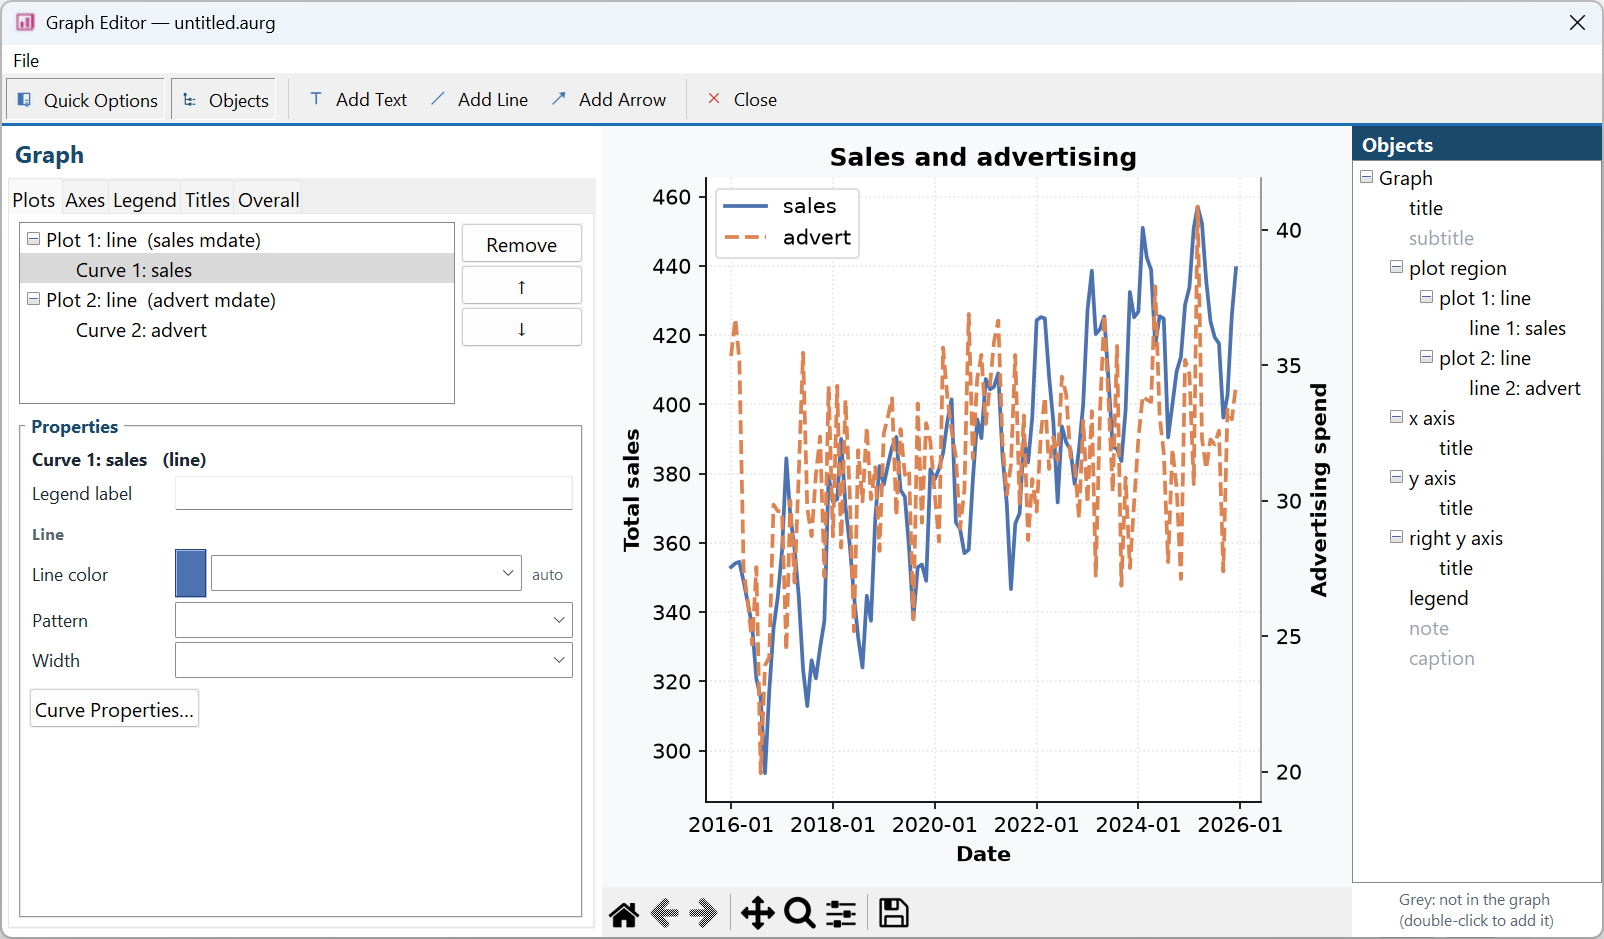 Graph Editor — untitled.aurg
File
Quick Options
Objects
Add Text
Add Line
Add Arrow
Close
Graph
Plots
Axes
Legend
Titles
Overall
Plot 1: line  (sales mdate)
Curve 1: sales
Plot 2: line  (advert mdate)
Curve 2: advert
Remove
↑
↓
Properties
Curve 1: sales   (line)
Legend label
Line
Line color
auto
Pattern
Width
Curve Properties...
Sales and advertising
sales
advert
460
440
420
400
380
360
340
320
300
Total sales
40
35
30
25
20
Advertising spend
2016-01
2018-01
2020-01
2022-01
2024-01
2026-01
Date
Objects
Graph
title
subtitle
plot region
plot 1: line
line 1: sales
plot 2: line
line 2: advert
x axis
title
y axis
title
right y axis
title
legend
note
caption
Grey: not in the graph
(double-click to add it)